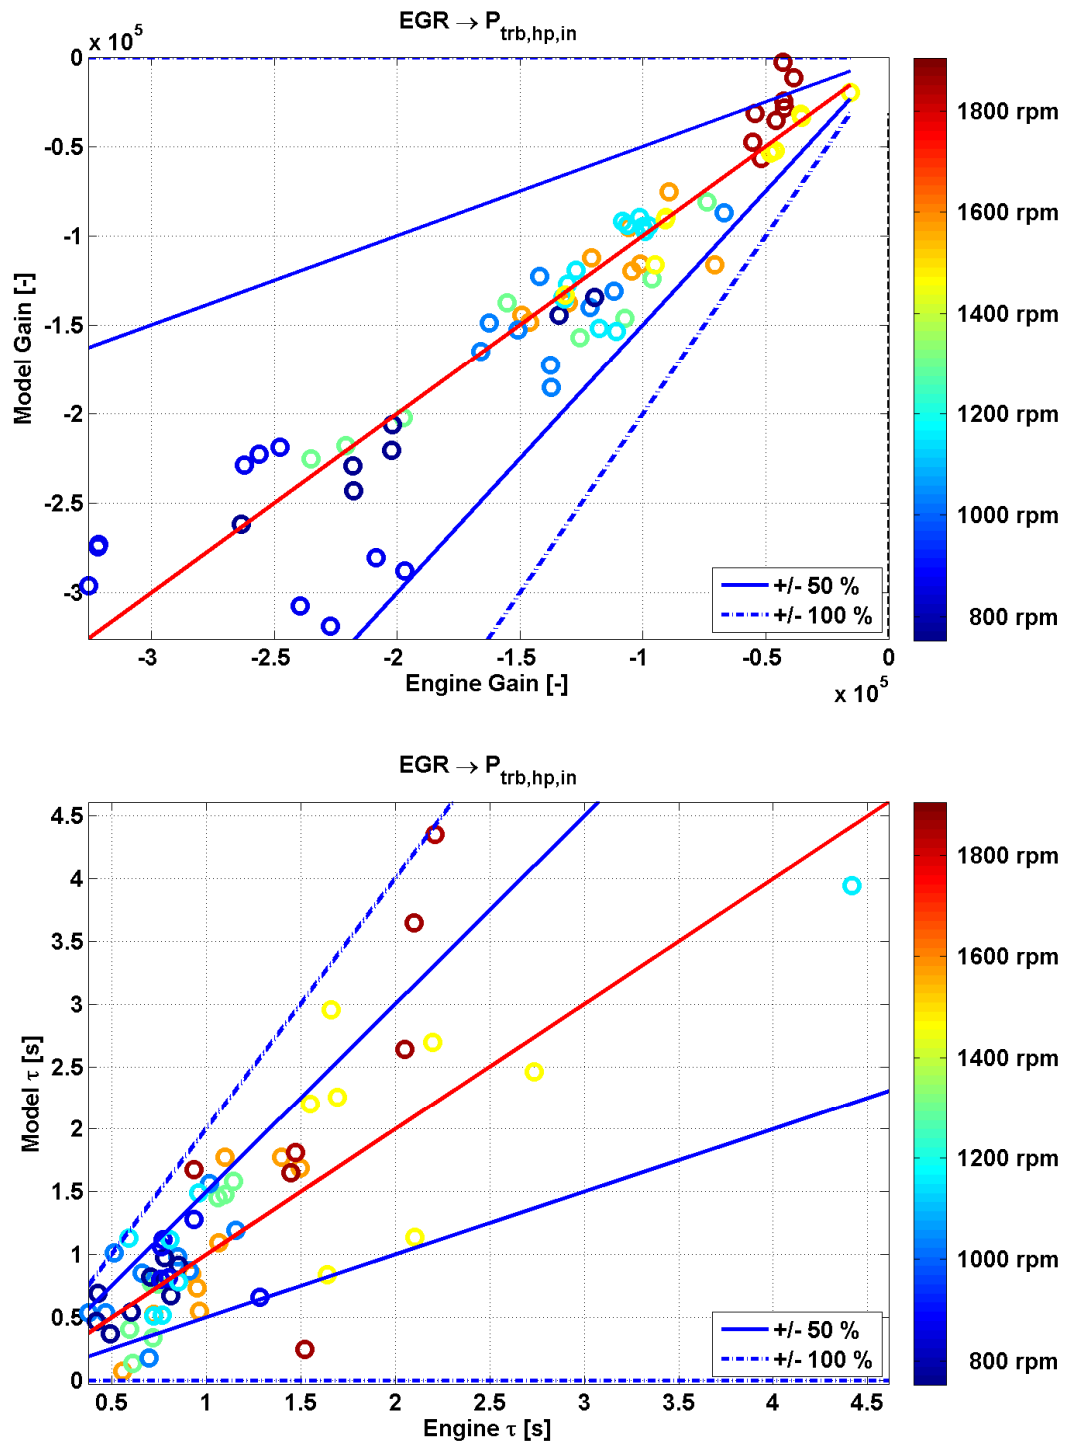 EGR → P_trb,hp,in
x 10^5
0
-0.5
-1
-1.5
-2
-2.5
-3
Model Gain [-]
-3
-2.5
-2
-1.5
-1
-0.5
0
Engine Gain [-]
x 10^5
+/- 50 %
+/- 100 %
1800 rpm
1600 rpm
1400 rpm
1200 rpm
1000 rpm
800 rpm
EGR → P_trb,hp,in
4.5
4
3.5
3
2.5
2
1.5
1
0.5
0
Model τ [s]
0.5
1
1.5
2
2.5
3
3.5
4
4.5
Engine τ [s]
+/- 50 %
+/- 100 %
1800 rpm
1600 rpm
1400 rpm
1200 rpm
1000 rpm
800 rpm